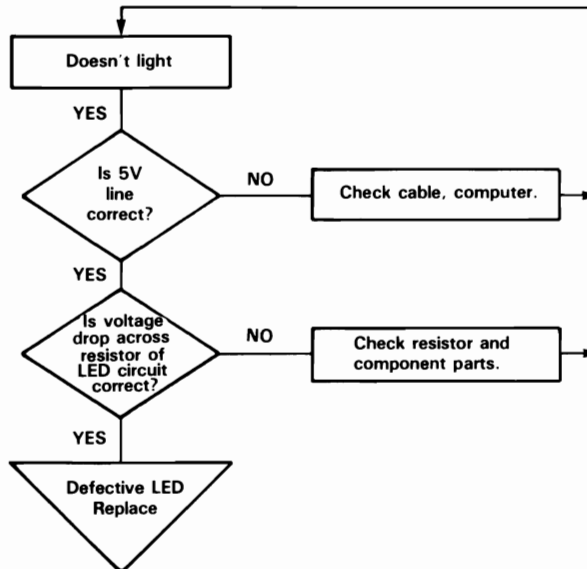 Doesn't light
YES
Is 5V
line
correct?
NO
Check cable, computer.
YES
Is voltage
drop across
resistor of
LED circuit
correct?
NO
Check resistor and
component parts.
YES
Defective LED
Replace